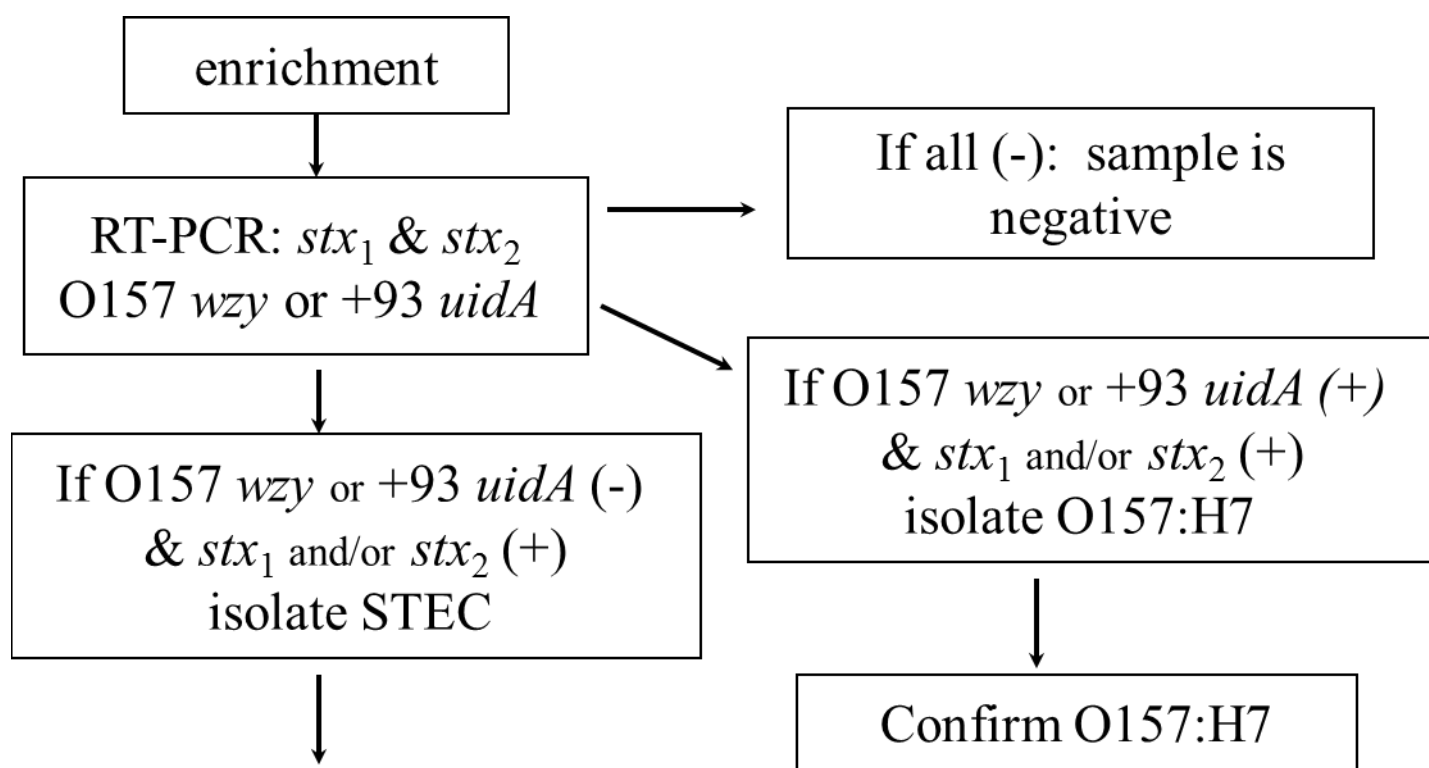 enrichment
RT-PCR: stx₁ & stx₂
O157 wzy or +93 uidA
If all (-): sample is
negative
If O157 wzy or +93 uidA (+)
& stx₁ and/or stx₂ (+)
isolate O157:H7
If O157 wzy or +93 uidA (-)
& stx₁ and/or stx₂ (+)
isolate STEC
Confirm O157:H7